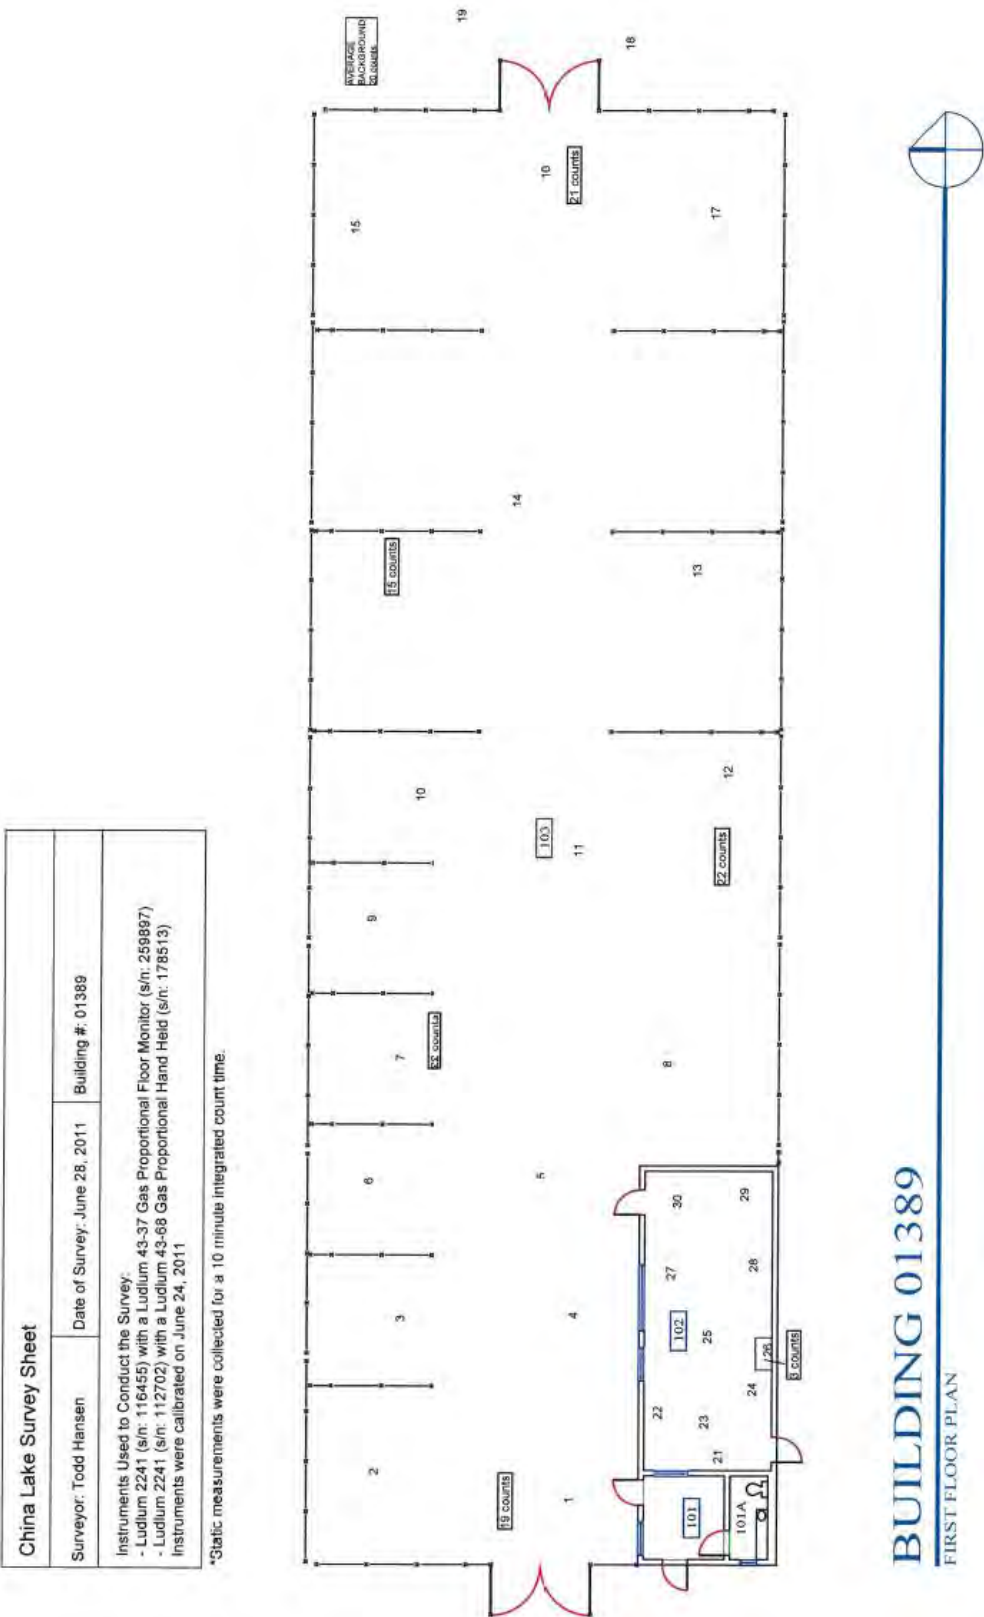 China Lake Survey Sheet
Surveyor: Todd Hansen
Date of Survey: June 28, 2011
Building #: 01389
Instruments Used to Conduct the Survey:
- Ludlum 2241 (s/n: 116455) with a Ludlum 43-37 Gas Proportional Floor Monitor (s/n: 259897)
- Ludlum 2241 (s/n: 112702) with a Ludlum 43-68 Gas Proportional Hand Held (s/n: 178513)
Instruments were calibrated on June 24, 2011
*Static measurements were collected for a 10 minute integrated count time.
AVERAGE
BACKGROUND
20 counts
19
18
15
16
21 counts
17
14
15 counts
13
10
12
103
11
22 counts
9
7
22 counts
8
6
5
3
4
2
1
19 counts
30
29
27
28
102
25
26
3 counts
24
22
23
21
101
101A
BUILDING 01389
FIRST FLOOR PLAN